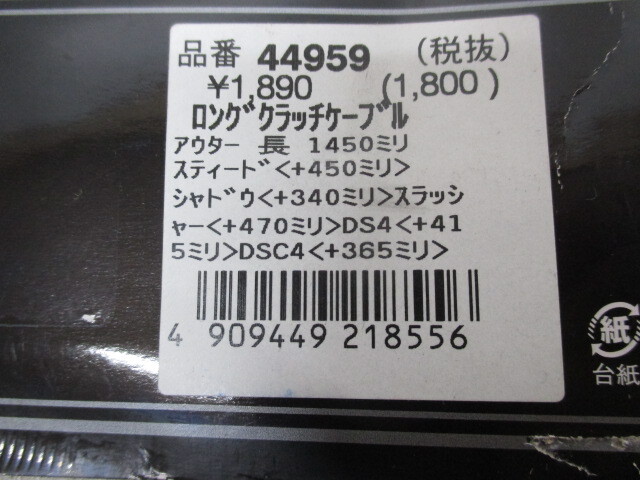 品番 44959 (税抜)
¥1,890 (1,800)
ロングクラッチケーブル
アウター 長 1450ミリ
スティード<+450ミリ>
シャドウ<+340ミリ>スラッシ
ャー<+470ミリ>DS4<+41
5ミリ>DSC4<+365ミリ>
4 909449 218556
紙
台紙